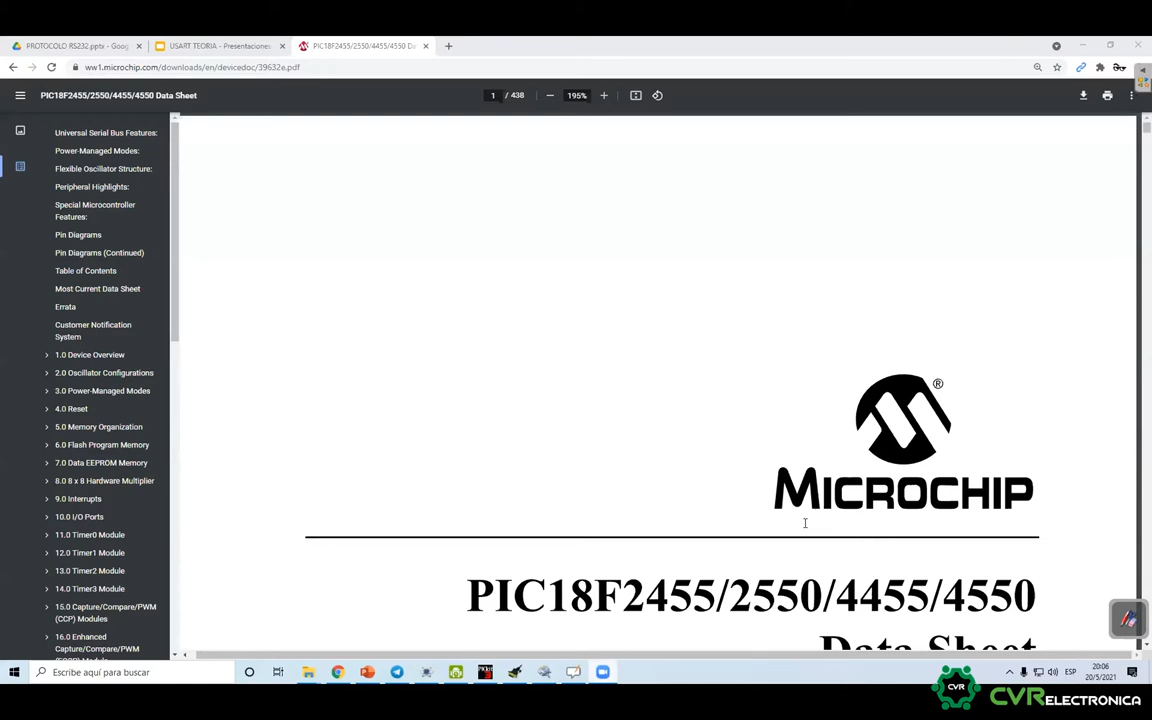 PROTOCOLO RS232.pptx - Goog
USART TEORIA - Presentaciones
PIC18F2455/2550/4455/4550 Da
ww1.microchip.com/downloads/en/devicedoc/39632e.pdf
PIC18F2455/2550/4455/4550 Data Sheet
1 / 438
195%
Universal Serial Bus Features:
Power-Managed Modes:
Flexible Oscillator Structure:
Peripheral Highlights:
Special Microcontroller
Features:
Pin Diagrams
Pin Diagrams (Continued)
Table of Contents
Most Current Data Sheet
Errata
Customer Notification
System
1.0 Device Overview
2.0 Oscillator Configurations
3.0 Power-Managed Modes
4.0 Reset
5.0 Memory Organization
6.0 Flash Program Memory
7.0 Data EEPROM Memory
8.0 8 x 8 Hardware Multiplier
9.0 Interrupts
10.0 I/O Ports
11.0 Timer0 Module
12.0 Timer1 Module
13.0 Timer2 Module
14.0 Timer3 Module
15.0 Capture/Compare/PWM
(CCP) Modules
16.0 Enhanced
Capture/Compare/PWM
®
MICROCHIP
PIC18F2455/2550/4455/4550
Data Sheet
Escribe aquí para buscar
ESP
20:06
20/5/2021
CVR
CVR ELECTRONICA